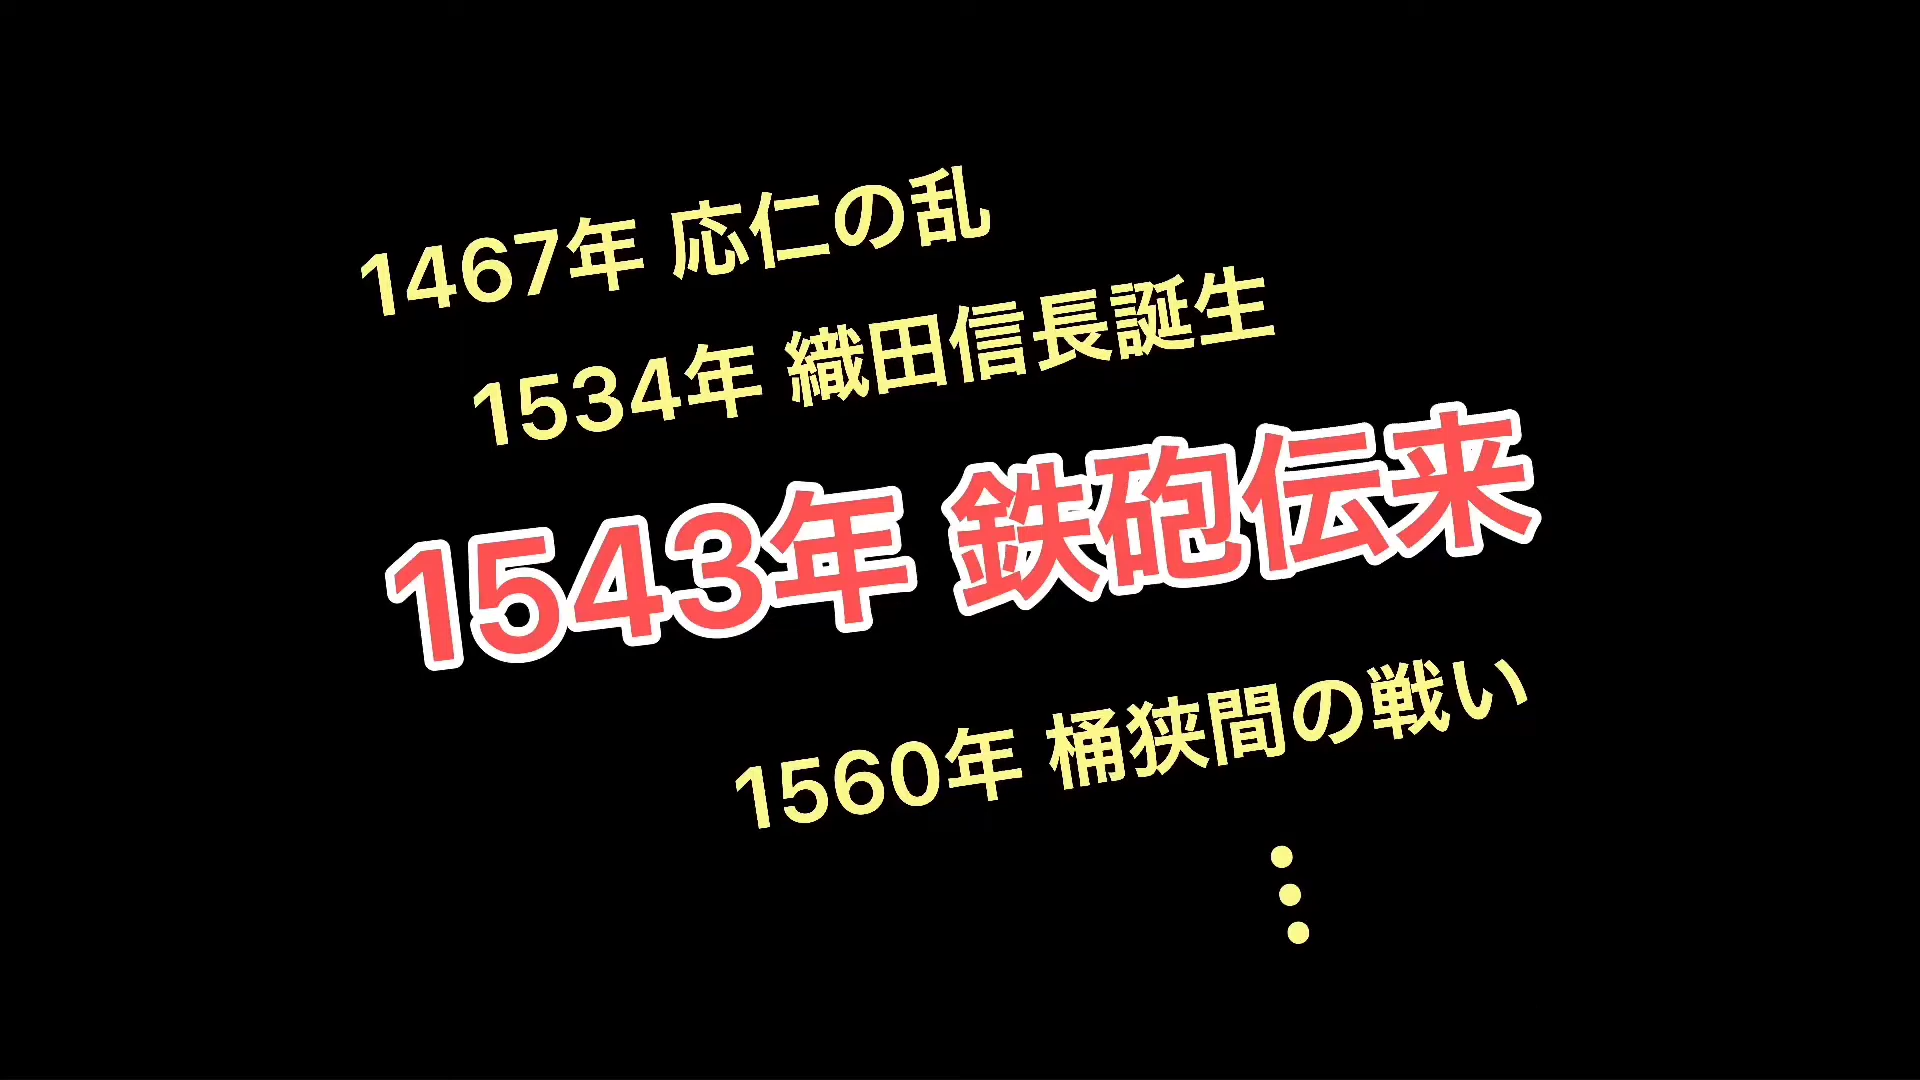 1467年 応仁の乱
1534年 織田信長誕生
1543年 鉄砲伝来
1560年 桶狭間の戦い
⋮